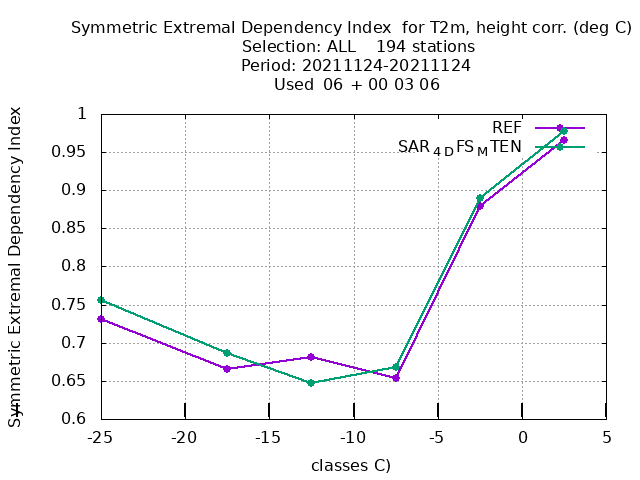 Symmetric Extremal Dependency Index for T2m, height corr. (deg C)
Selection: ALL 194 stations
Period: 20211124-20211124
Used 06 + 00 03 06
Symmetric Extremal Dependency Index
REF
SAR4DFSMTEN
1
0.95
0.9
0.85
0.8
0.75
0.7
0.65
0.6
-25
-20
-15
-10
-5
0
5
classes C)